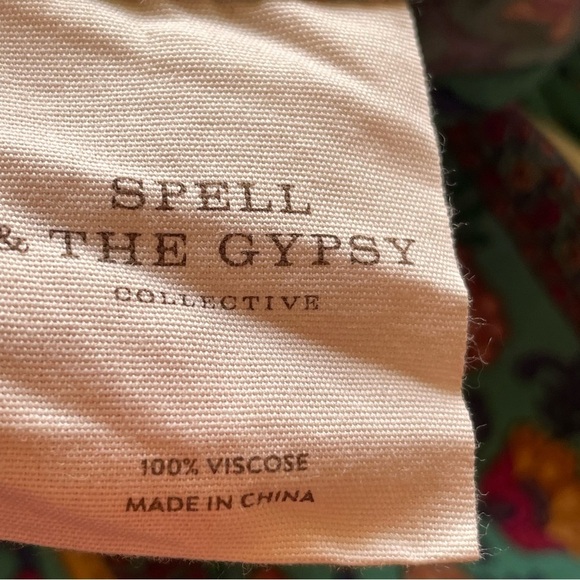 SPELL
& THE GYPSY
COLLECTIVE
100% VISCOSE
MADE IN CHINA